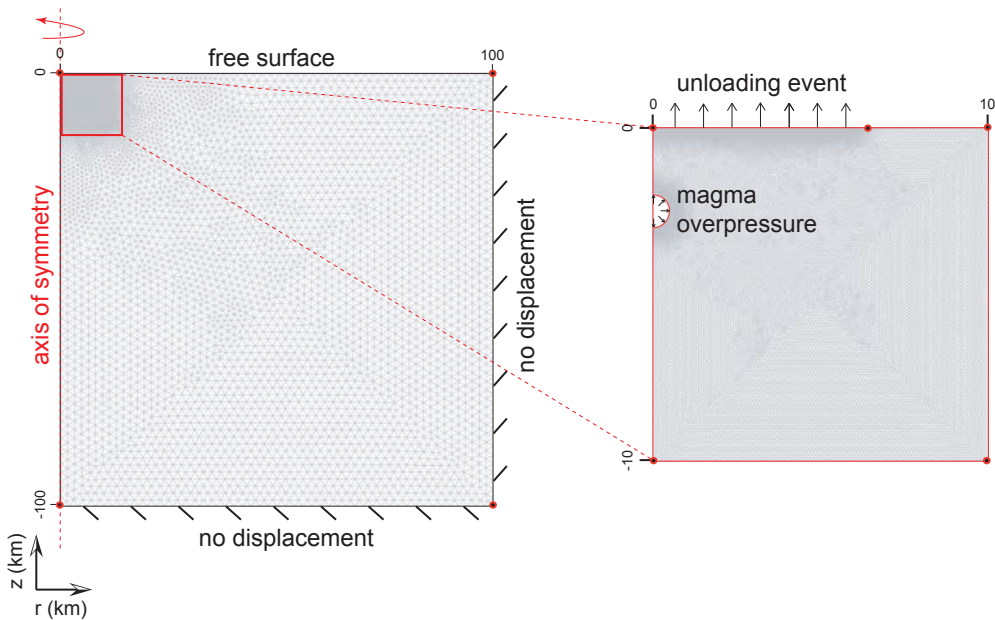 0
free surface
100
0
axis of symmetry
no displacement
-100
no displacement
z (km)
r (km)
unloading event
0
10
0
magma
overpressure
-10